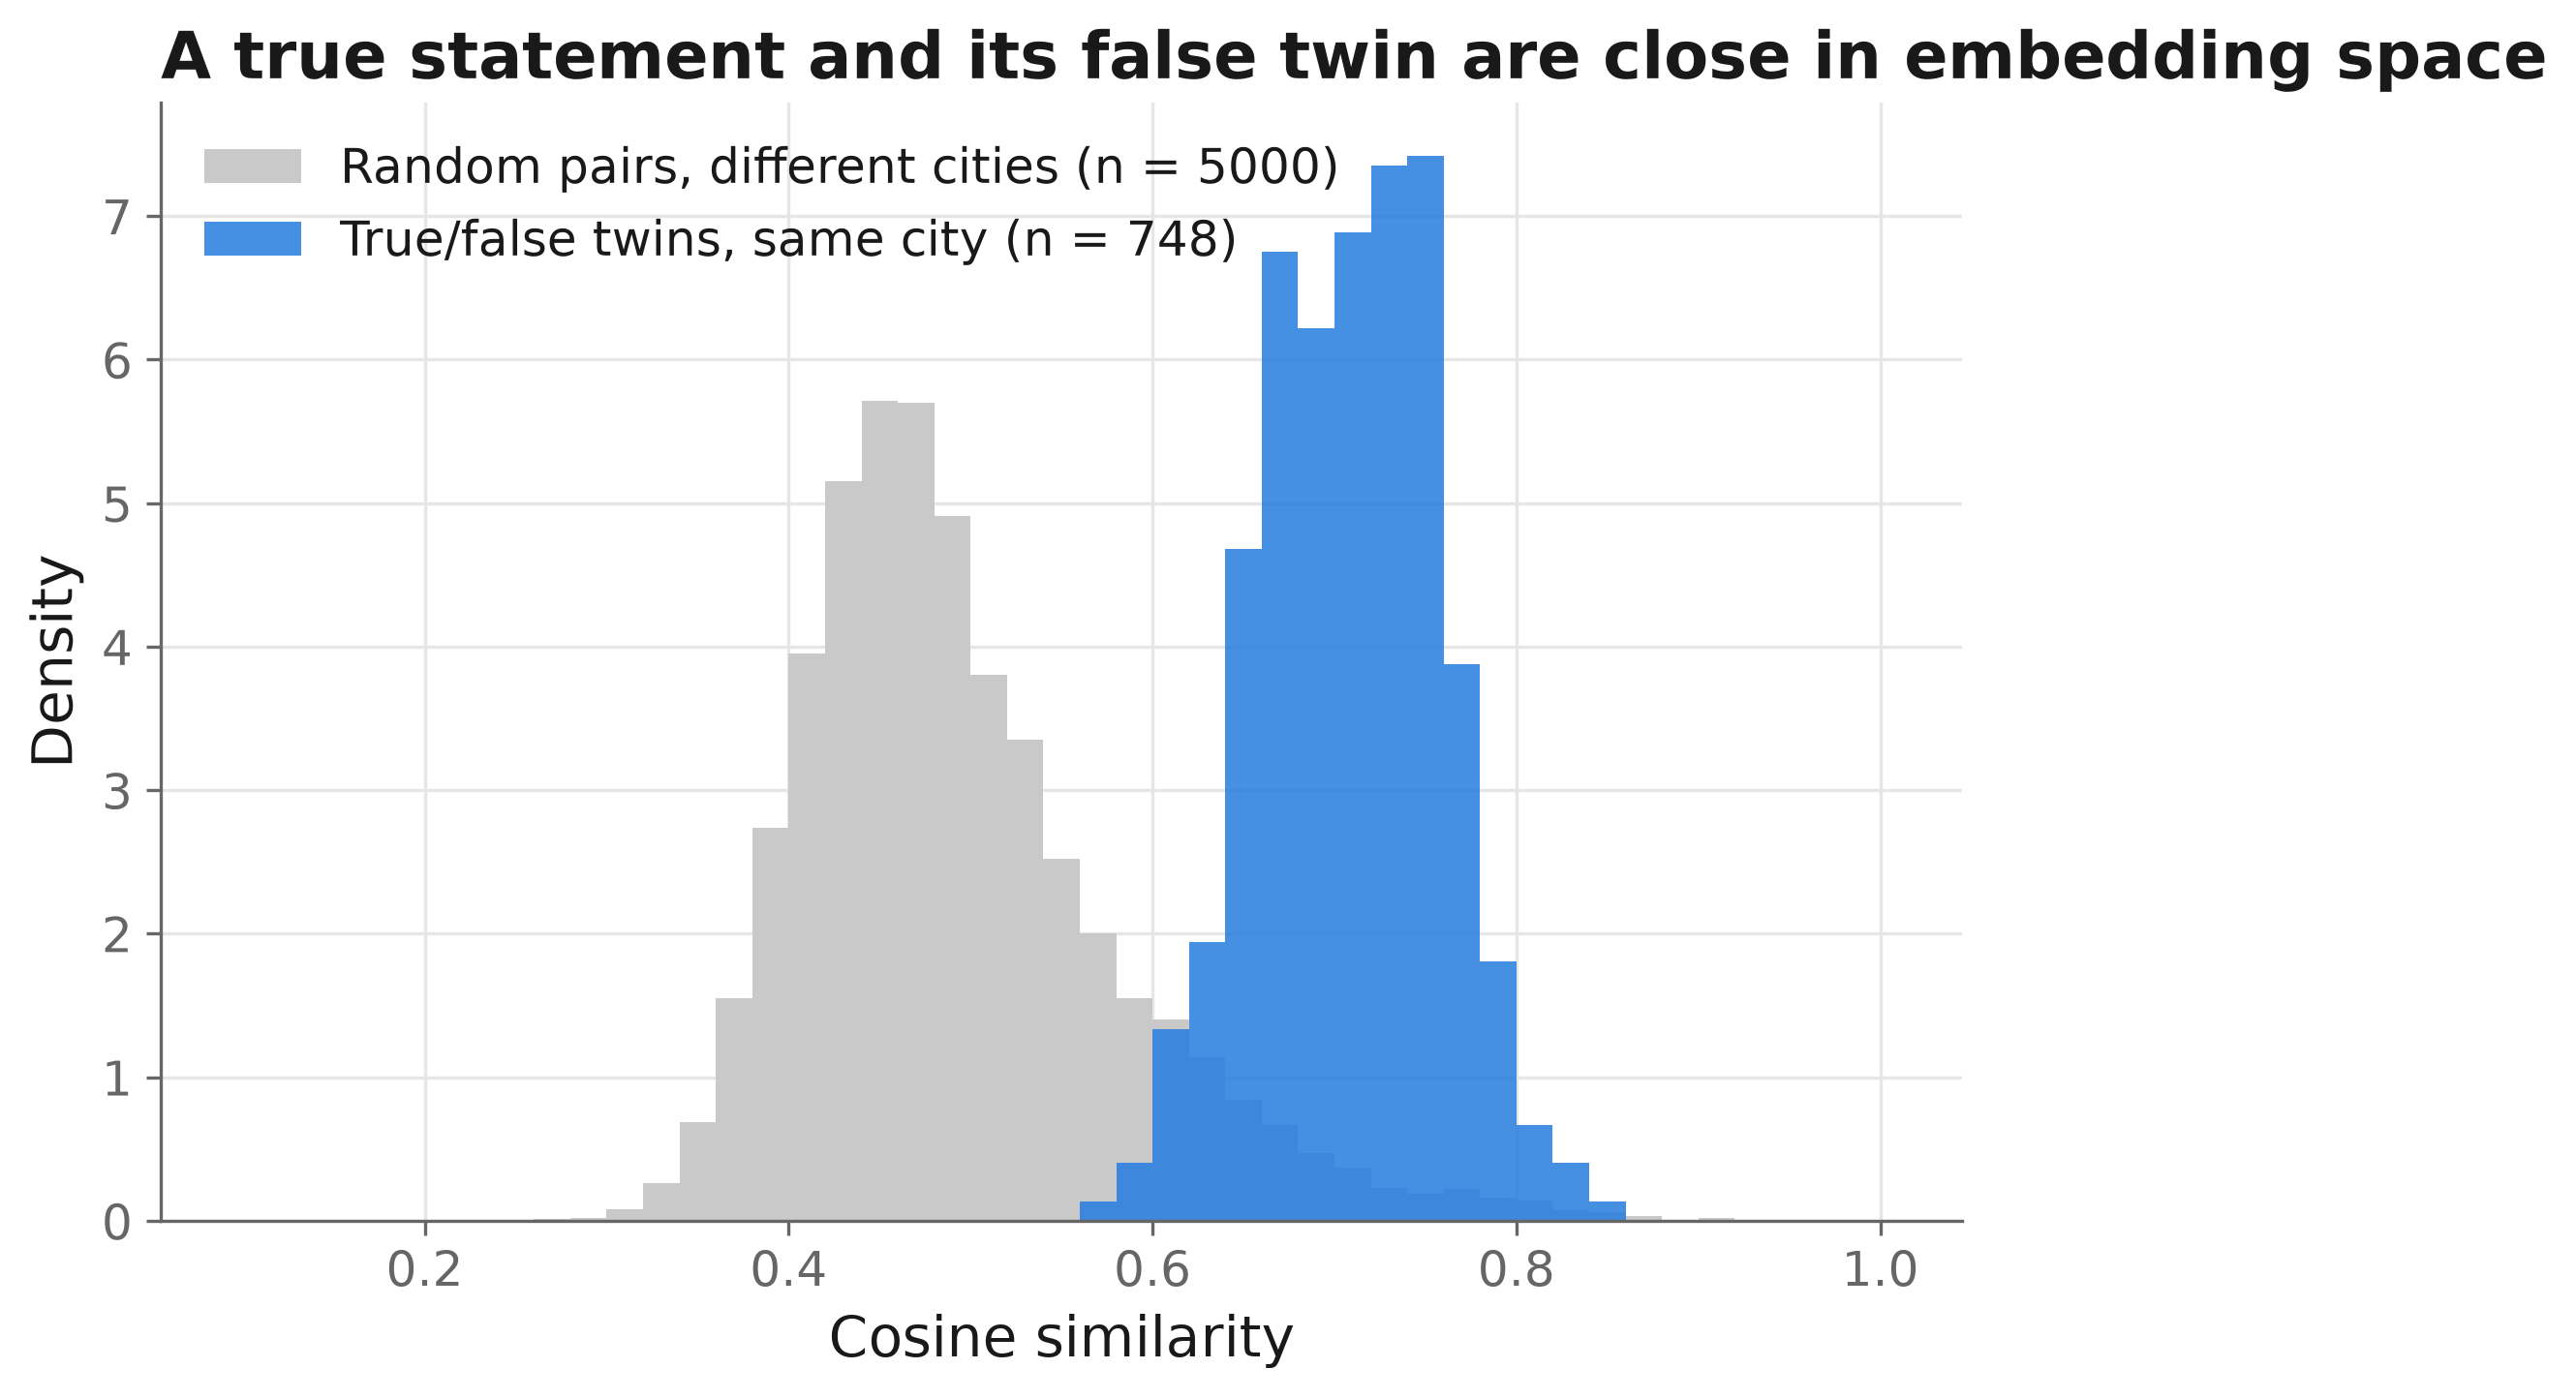 A true statement and its false twin are close in embedding space
Random pairs, different cities (n = 5000)
True/false twins, same city (n = 748)
7
6
5
4
3
2
1
0
Density
0.2 0.4 0.6 0.8 1.0
Cosine similarity